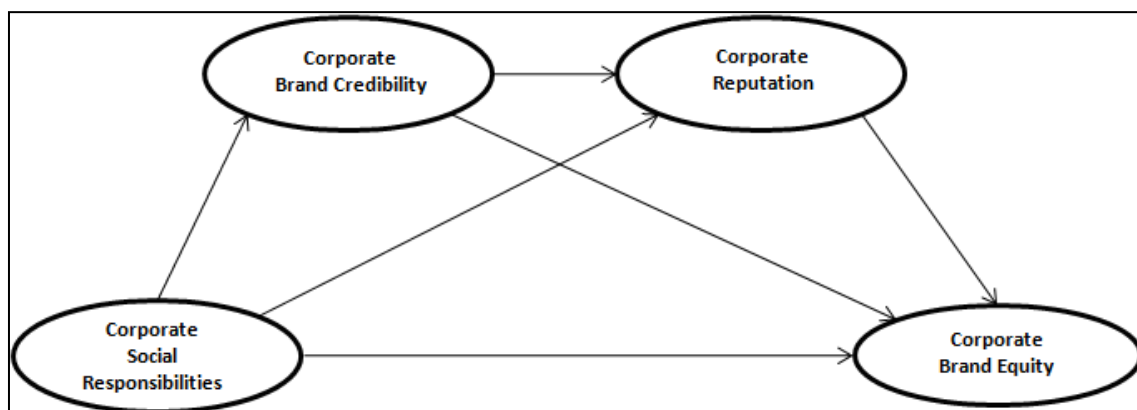 Corporate
Brand Credibility
Corporate
Reputation
Corporate
Social
Responsibilities
Corporate
Brand Equity